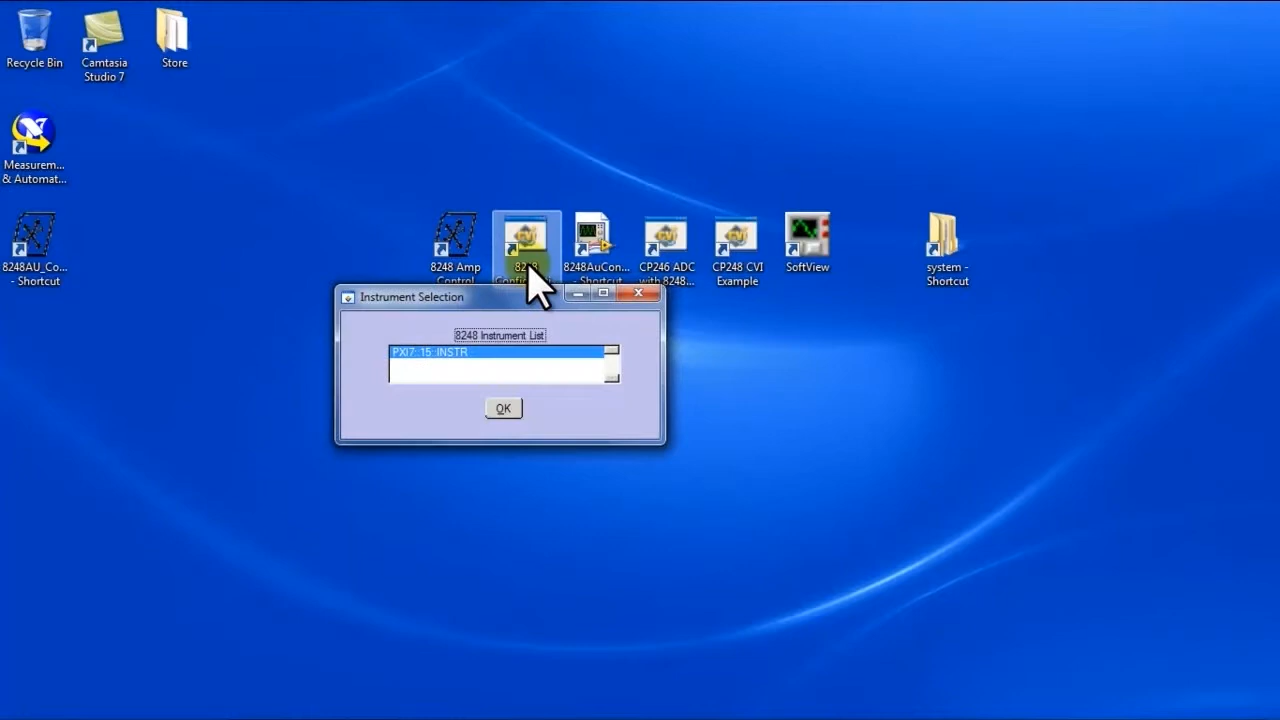 Recycle Bin
Camtasia
Studio 7
Store
Measurem...
& Automat...
8248AU_Co...
- Shortcut
8248 Amp
Control
8248
8248AuCon...
- Shortcut
CP246 ADC
with 8248...
CP248 CVI
Example
SoftView
system -
Shortcut
Instrument Selection
8248 Instrument List
PXI7::15::INSTR
OK